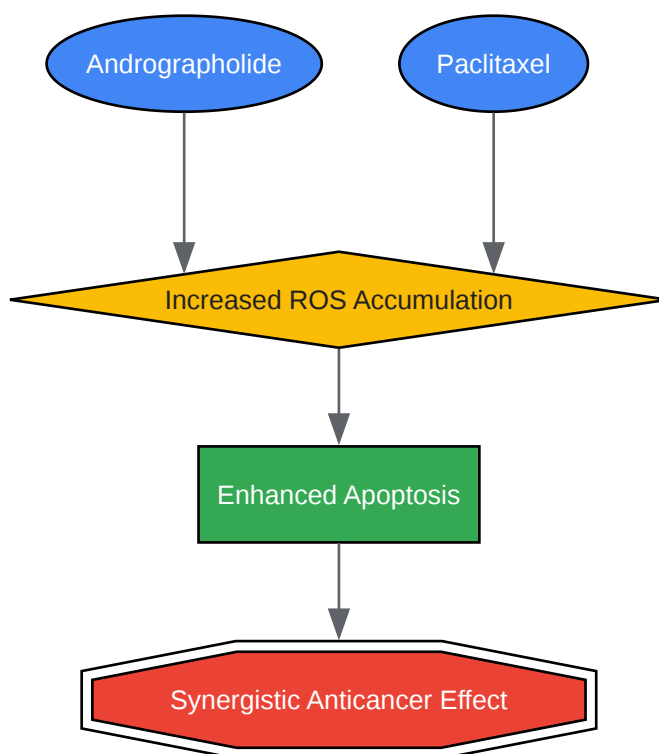 Andrographolide
Paclitaxel
Increased ROS Accumulation
Enhanced Apoptosis
Synergistic Anticancer Effect